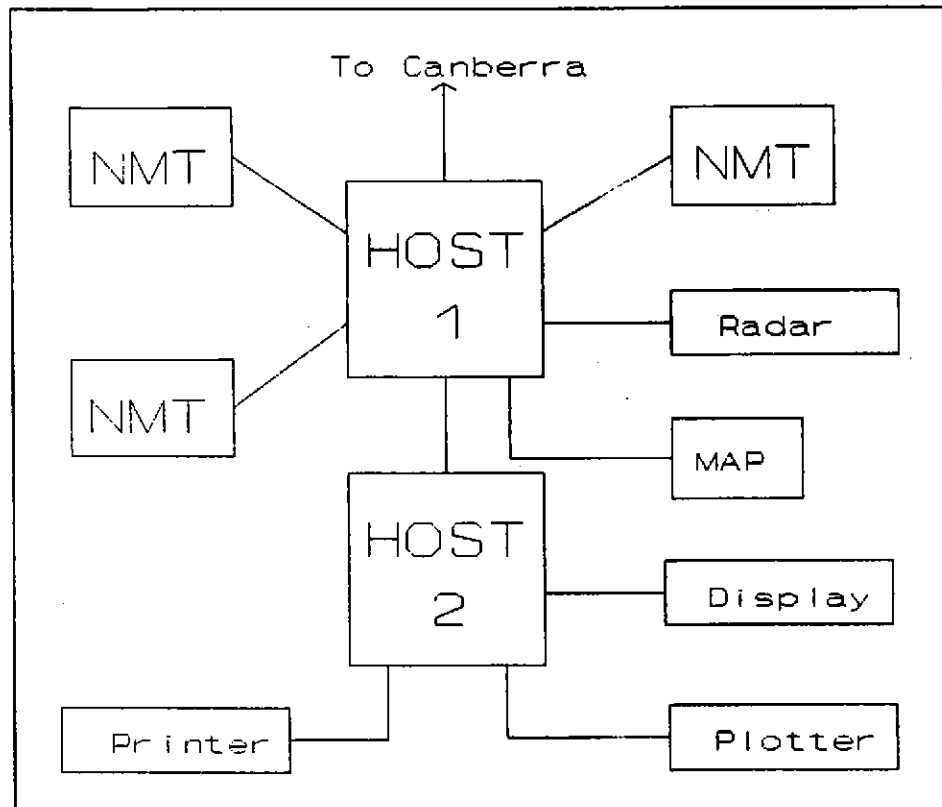 To Canberra
NMT
NMT
HOST
1
Radar
NMT
MAP
HOST
2
Display
Printer
Plotter